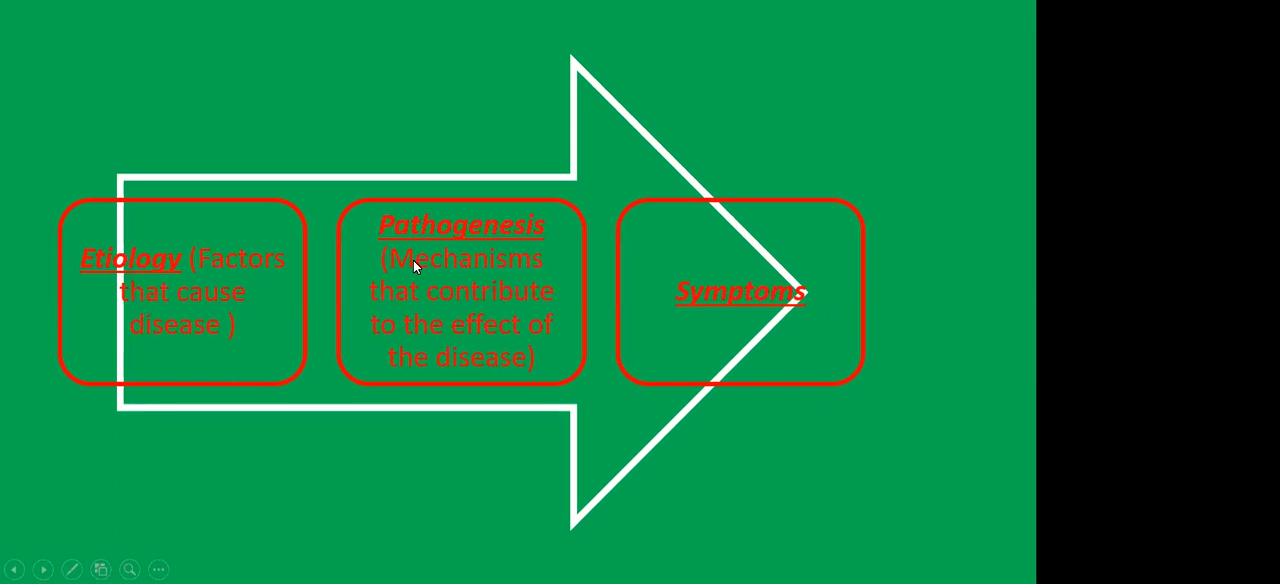 Etiology (Factors
that cause
disease )
Pathogenesis
(Mechanisms
that contribute
to the effect of
the disease)
Symptoms